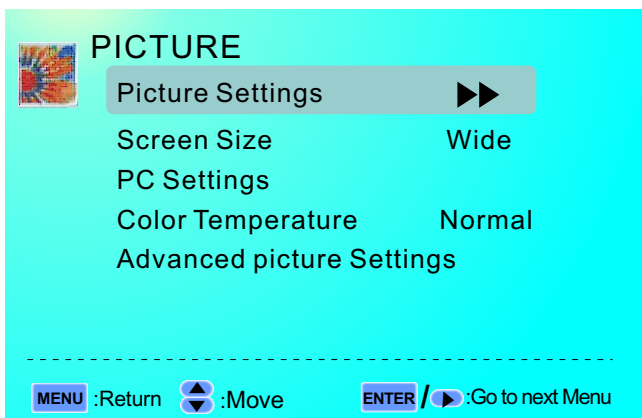 PICTURE
Picture Settings
Screen Size Wide
PC Settings
Color Temperature Normal
Advanced picture Settings
MENU :Return :Move ENTER / :Go to next Menu